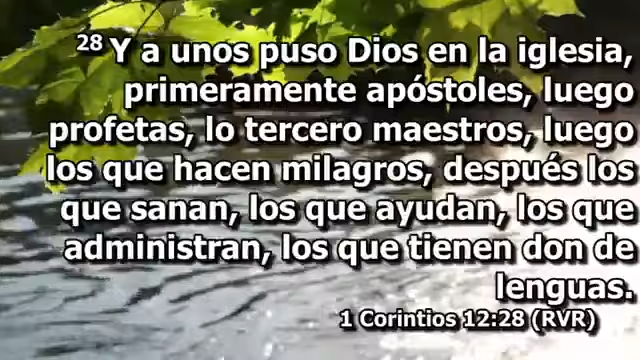 28 Y a unos puso Dios en la iglesia,
primeramente apóstoles, luego
profetas, lo tercero maestros, luego
los que hacen milagros, después los
que sanan, los que ayudan, los que
administran, los que tienen don de
lenguas.
1 Corintios 12:28 (RVR)